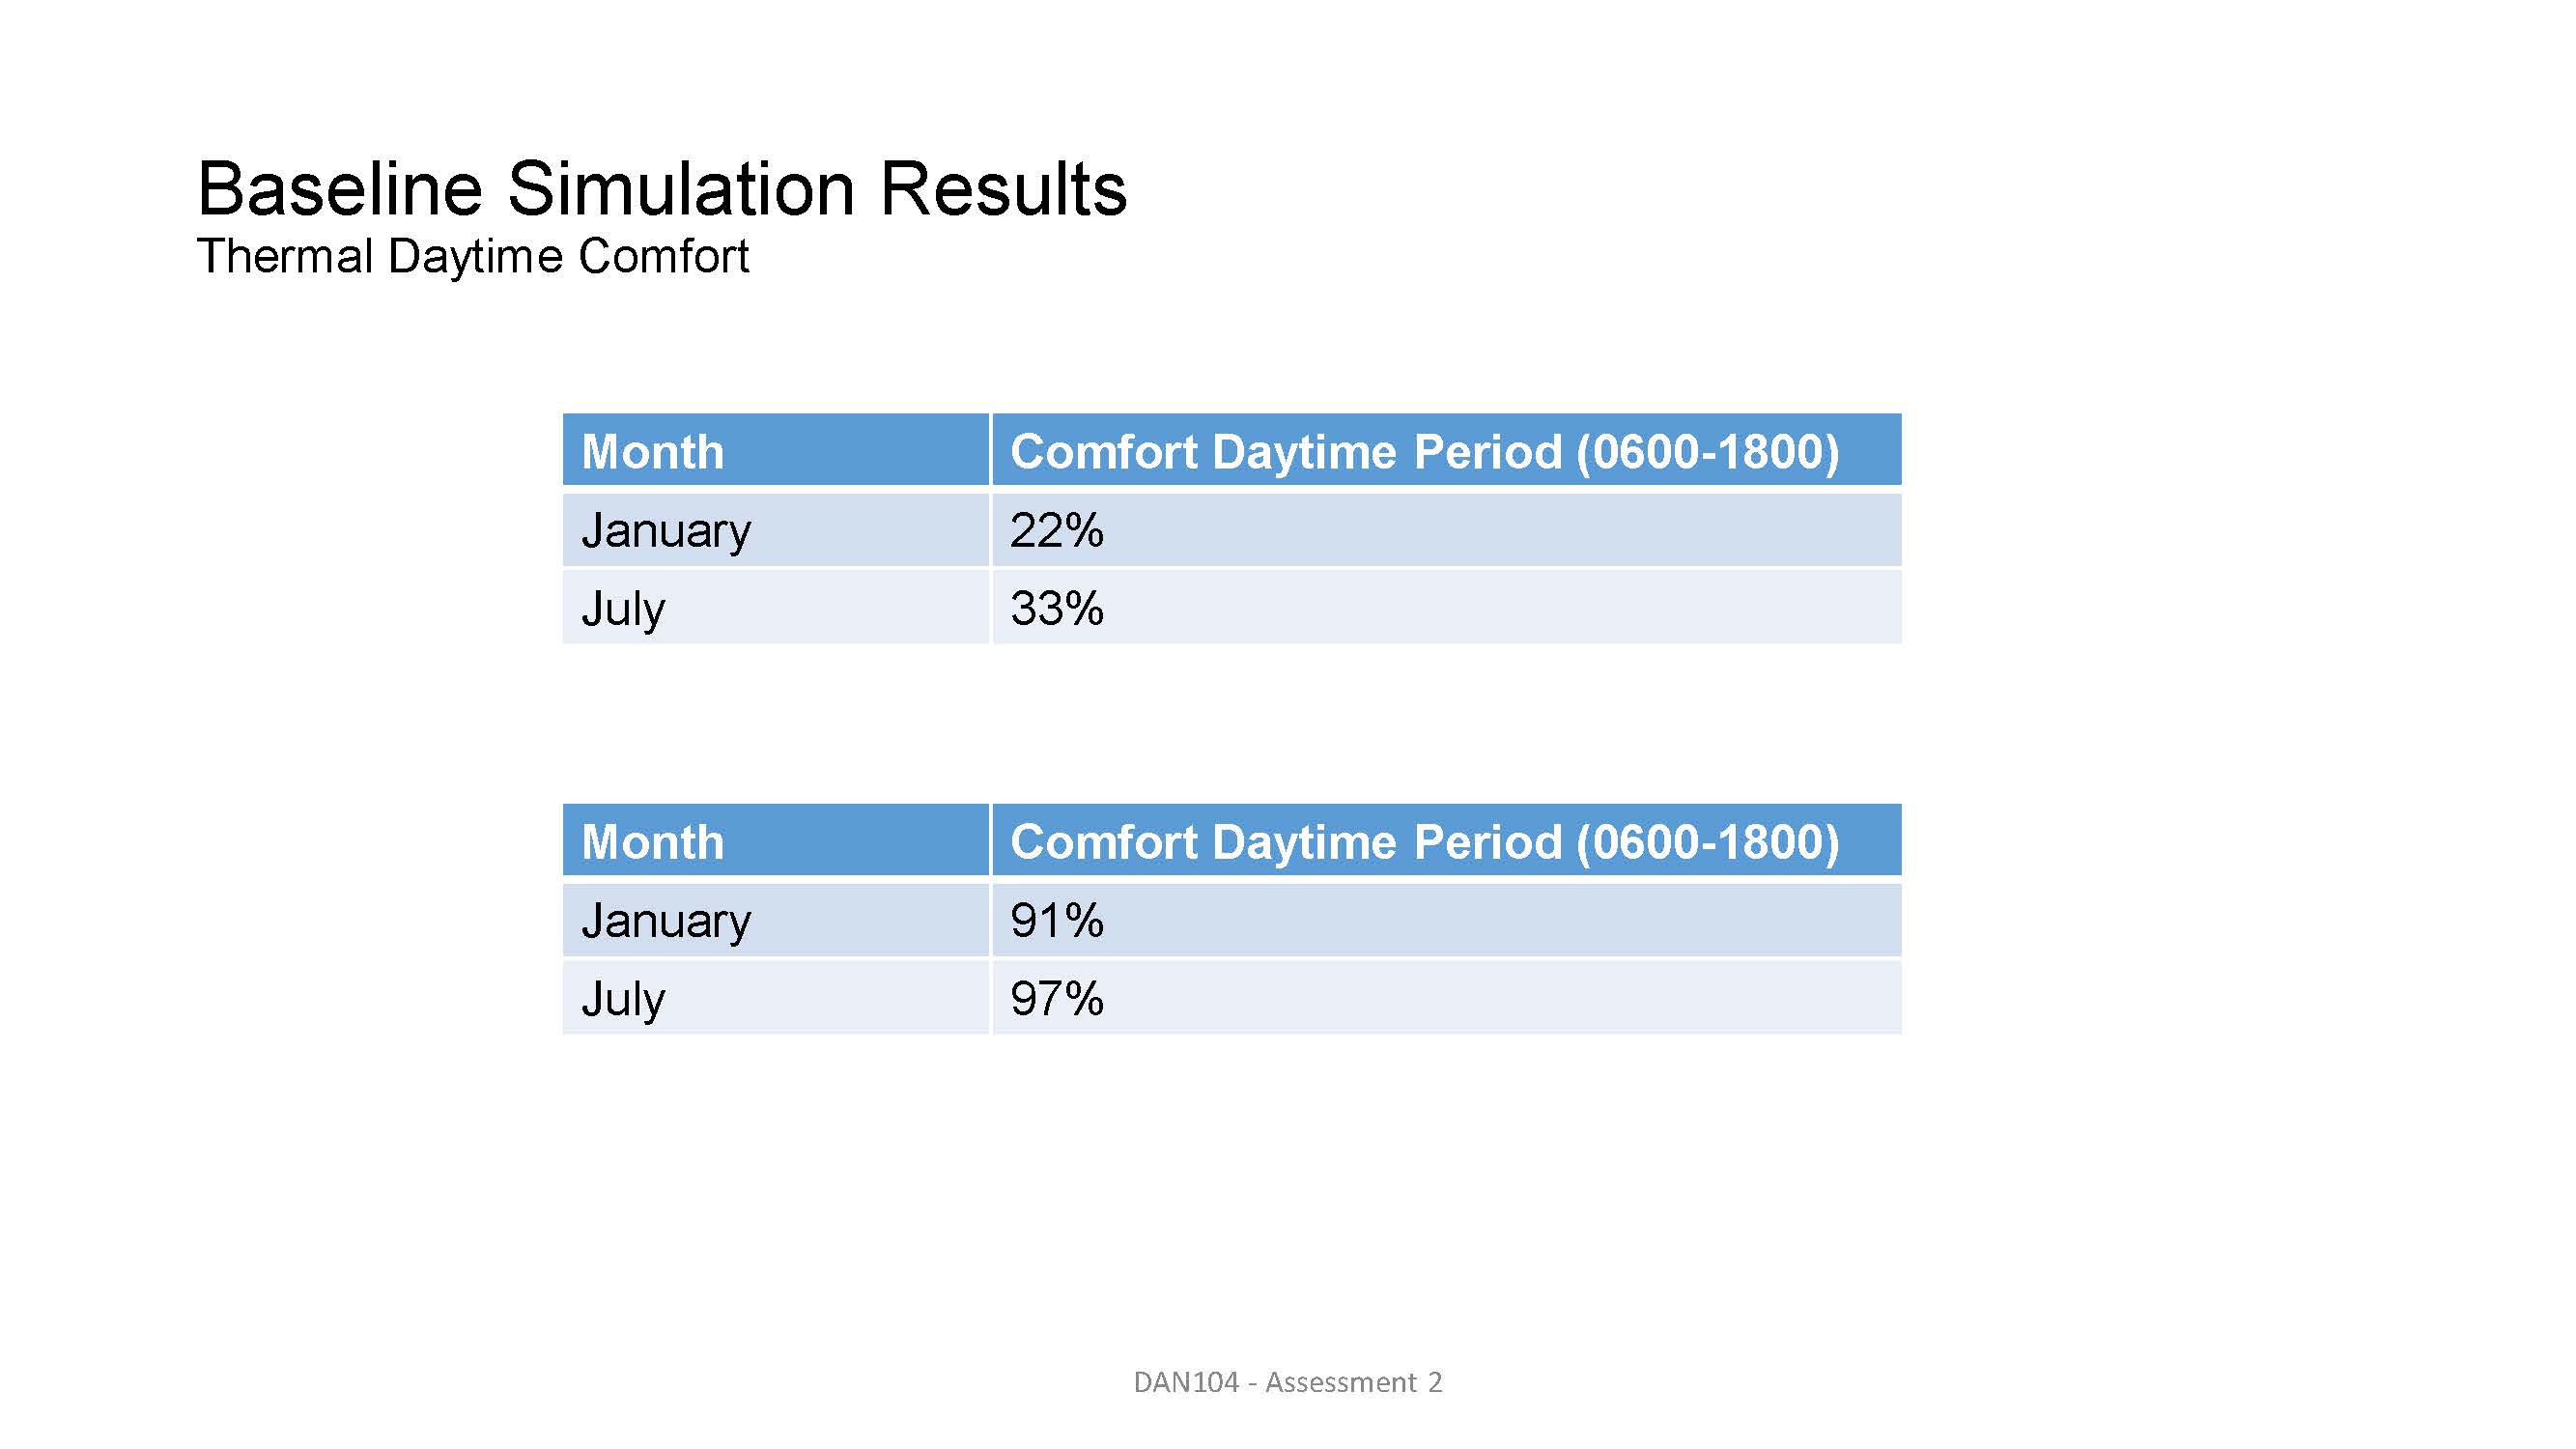 Baseline Simulation Results
Thermal Daytime Comfort
Month Comfort Daytime Period (0600-1800)
January 22%
July 33%
Month Comfort Daytime Period (0600-1800)
January 91%
July 97%
DAN104 - Assessment 2